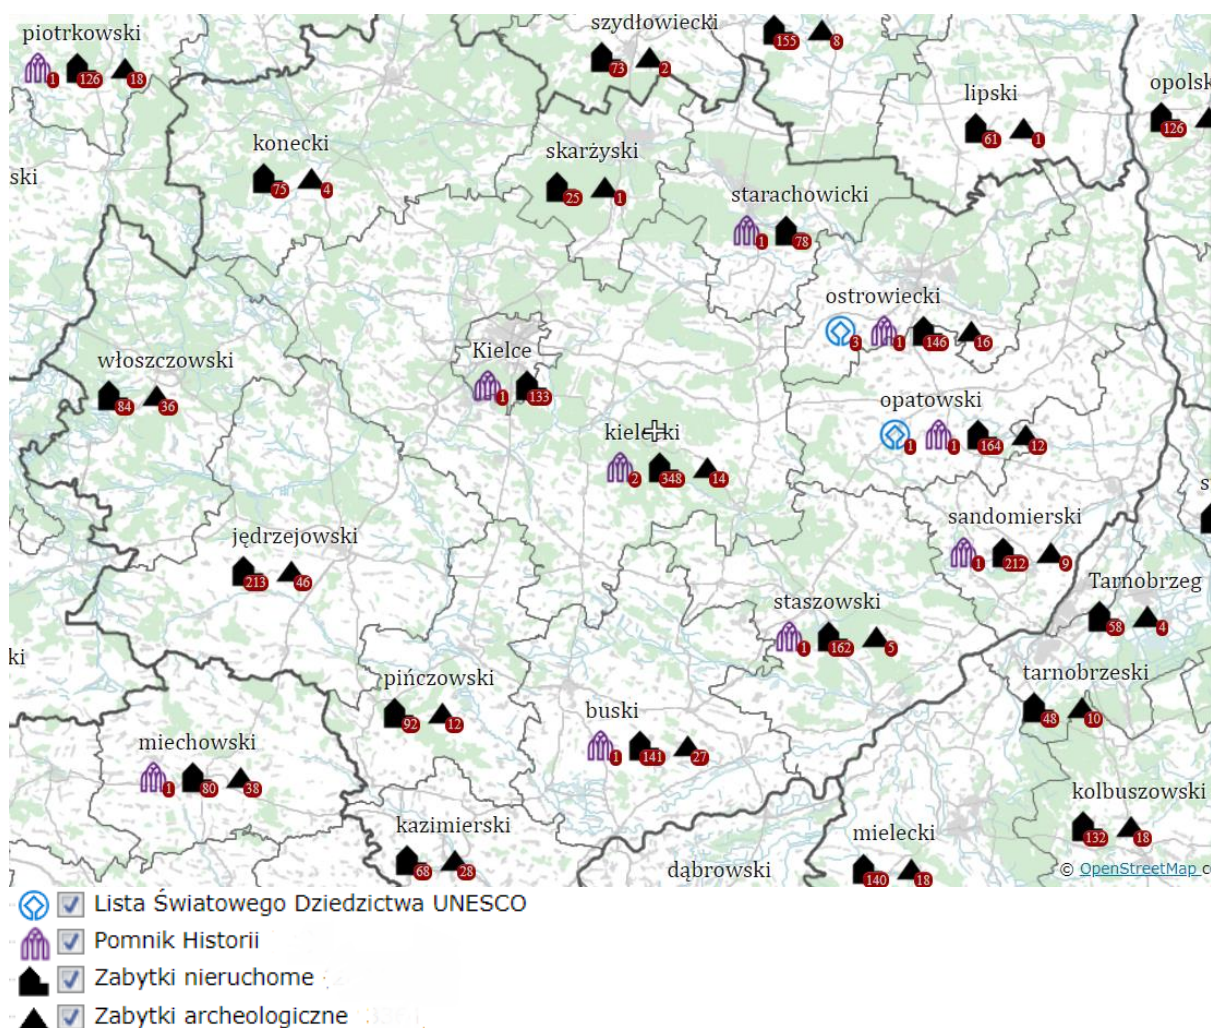 szydłowiecki
piotrkowski
155 8
1 126 18
73 2
lipski
opolsk
61 1
126
konecki
skarżyski
ski
75 4
25 1
starachowicki
1 78
ostrowiecki
3 1 146 16
Kielce
włoszczowski
1 133
84 36
opatowski
kielecki
1 1 164 12
2 348 14
s
sandomierski
jędrzejowski
1 212 9
213 46
Tarnobrzeg
staszowski
58 4
1 162 5
ki
pińczowski
tarnobrzeski
92 12
buski
48 10
miechowski
1 141 27
1 80 38
kolbuszowski
kazimierski
mielecki
132 18
68 28
dąbrowski
140 18
© OpenStreetMap c
Lista Światowego Dziedzictwa UNESCO
Pomnik Historii
Zabytki nieruchome
Zabytki archeologiczne